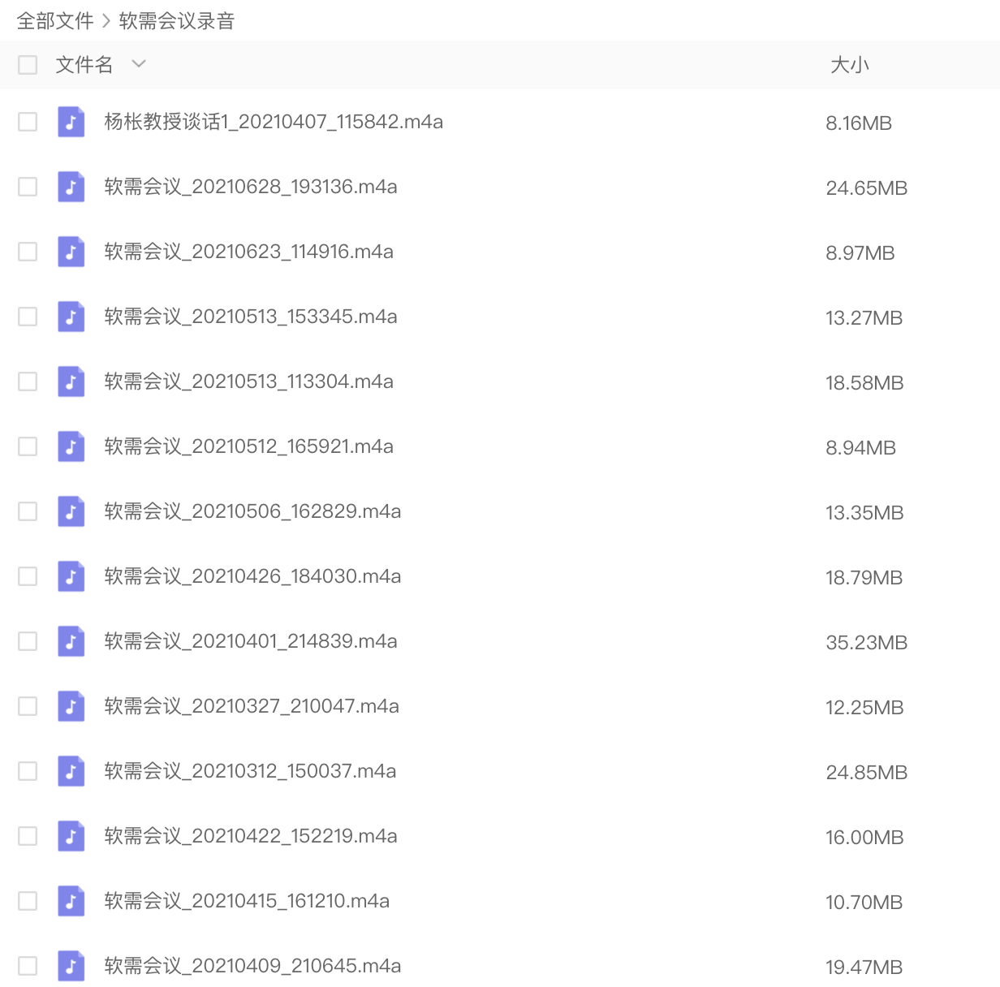 全部文件 > 软需会议录音
文件名 大小
杨枨教授谈话1_20210407_115842.m4a 8.16MB
软需会议_20210628_193136.m4a 24.65MB
软需会议_20210623_114916.m4a 8.97MB
软需会议_20210513_153345.m4a 13.27MB
软需会议_20210513_113304.m4a 18.58MB
软需会议_20210512_165921.m4a 8.94MB
软需会议_20210506_162829.m4a 13.35MB
软需会议_20210426_184030.m4a 18.79MB
软需会议_20210401_214839.m4a 35.23MB
软需会议_20210327_210047.m4a 12.25MB
软需会议_20210312_150037.m4a 24.85MB
软需会议_20210422_152219.m4a 16.00MB
软需会议_20210415_161210.m4a 10.70MB
软需会议_20210409_210645.m4a 19.47MB